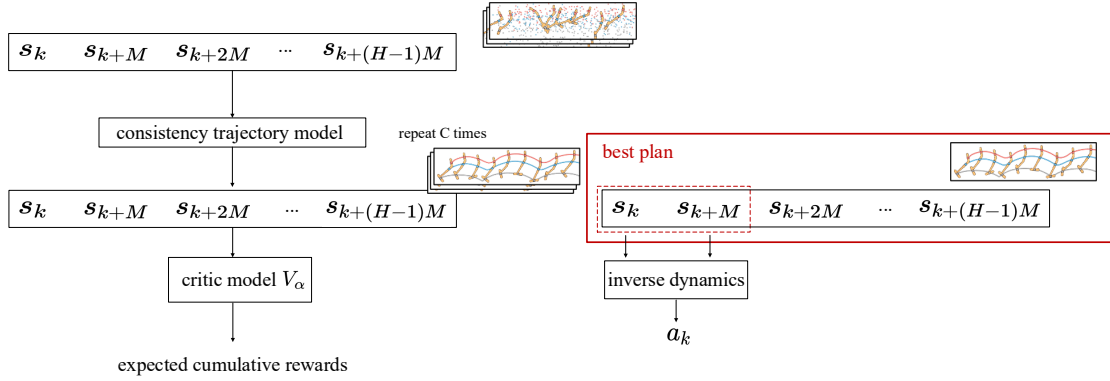 s_k s_{k+M} s_{k+2M} ... s_{k+(H-1)M}
consistency trajectory model
repeat C times
s_k s_{k+M} s_{k+2M} ... s_{k+(H-1)M}
critic model V_α
expected cumulative rewards
best plan
s_k s_{k+M} s_{k+2M} ... s_{k+(H-1)M}
inverse dynamics
a_k